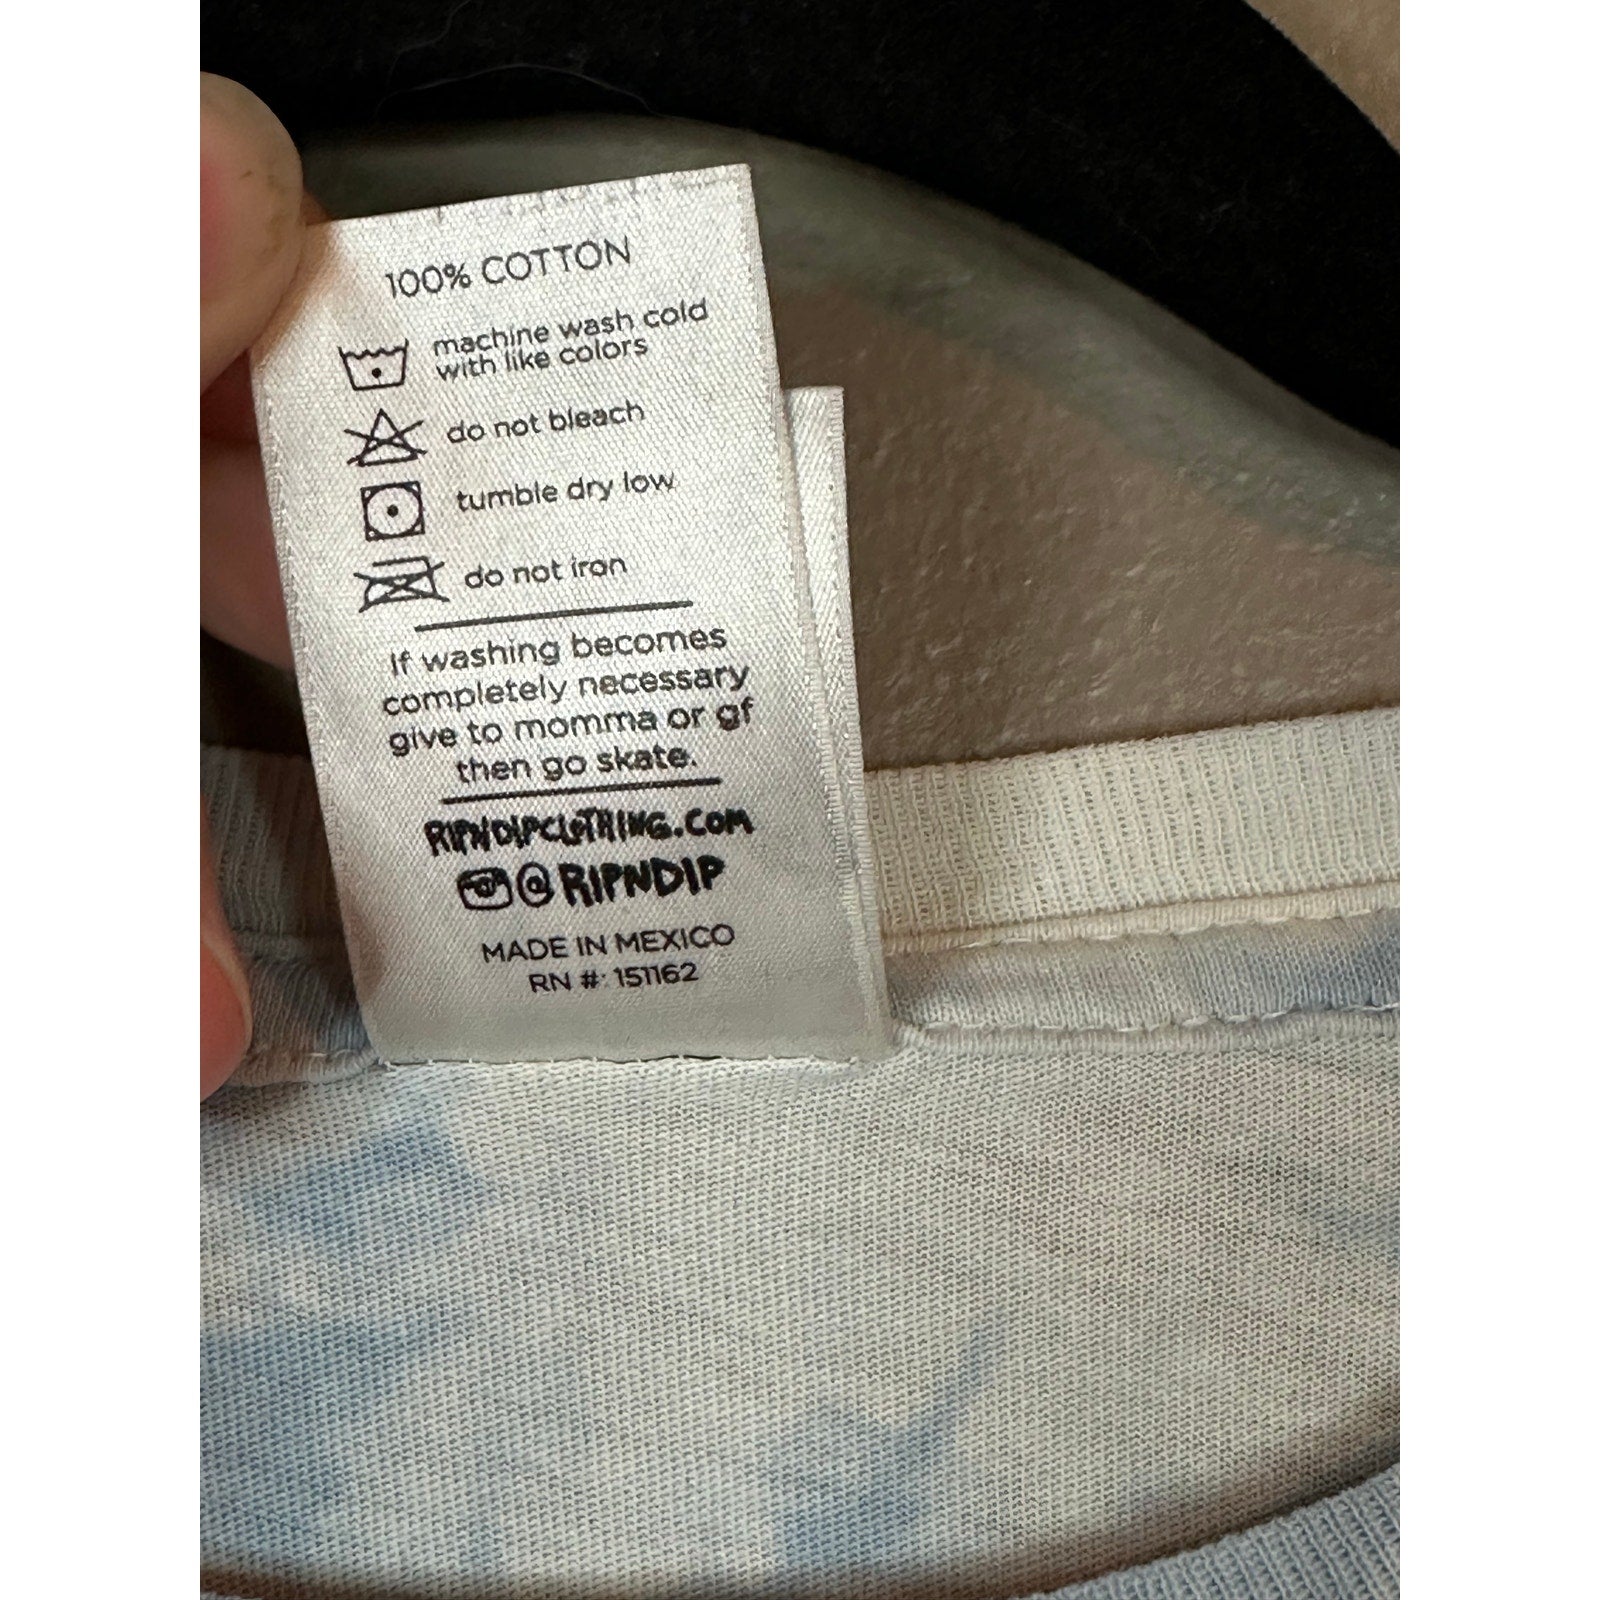 100% COTTON
machine wash cold
with like colors
do not bleach
tumble dry low
do not iron
If washing becomes
completely necessary
give to momma or gf
then go skate.
RIPNDIPCLOTHING.COM
@RIPNDIP
MADE IN MEXICO
RN #: 151162